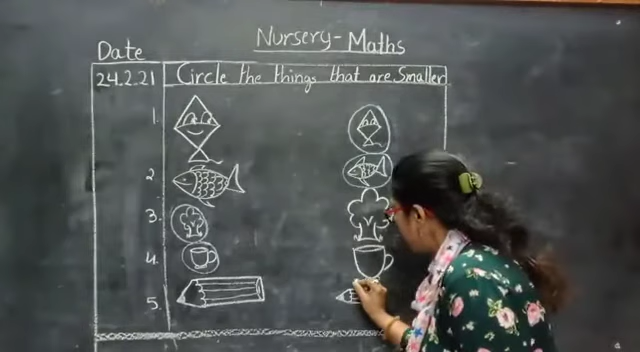 Nursery-Maths
Date
24.2.21 Circle the things that are Smaller
1.
2
3.
4.
5.